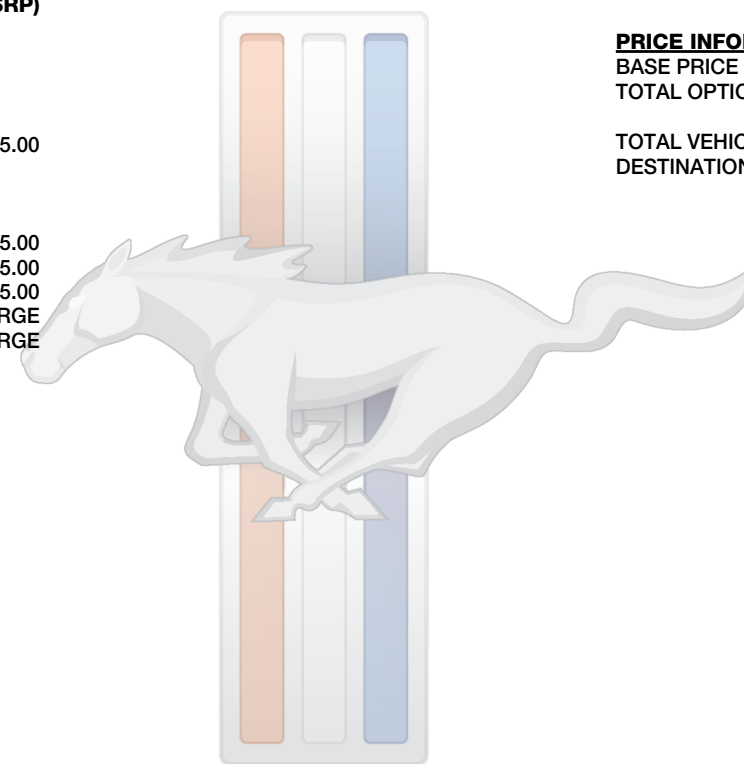 SRP)
5.00
5.00
5.00
5.00
RGE
RGE
PRICE INFO
BASE PRICE
TOTAL OPTIO
TOTAL VEHIC
DESTINATION